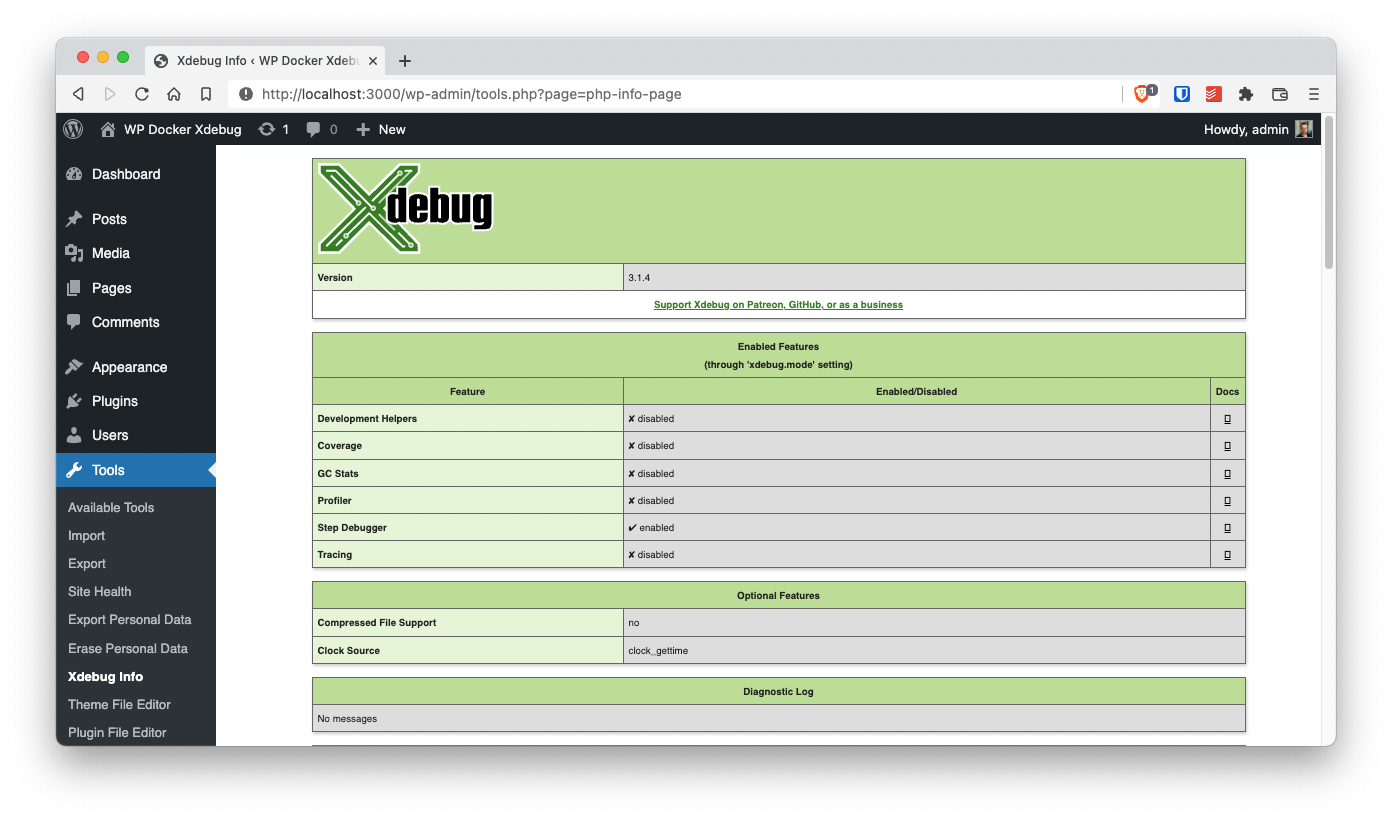 Xdebug Info ‹ WP Docker Xdebu
http://localhost:3000/wp-admin/tools.php?page=php-info-page
1
WP Docker Xdebug
1
0
New
Howdy, admin
Dashboard
Posts
Media
Pages
Comments
Appearance
Plugins
Users
Tools
Available Tools
Import
Export
Site Health
Export Personal Data
Erase Personal Data
Xdebug Info
Theme File Editor
Plugin File Editor
Xdebug
Version 3.1.4
Support Xdebug on Patreon, GitHub, or as a business
Enabled Features
(through 'xdebug.mode' setting)
Feature Enabled/Disabled Docs
Development Helpers ✘ disabled
Coverage ✘ disabled
GC Stats ✘ disabled
Profiler ✘ disabled
Step Debugger ✔ enabled
Tracing ✘ disabled
Optional Features
Compressed File Support no
Clock Source clock_gettime
Diagnostic Log
No messages